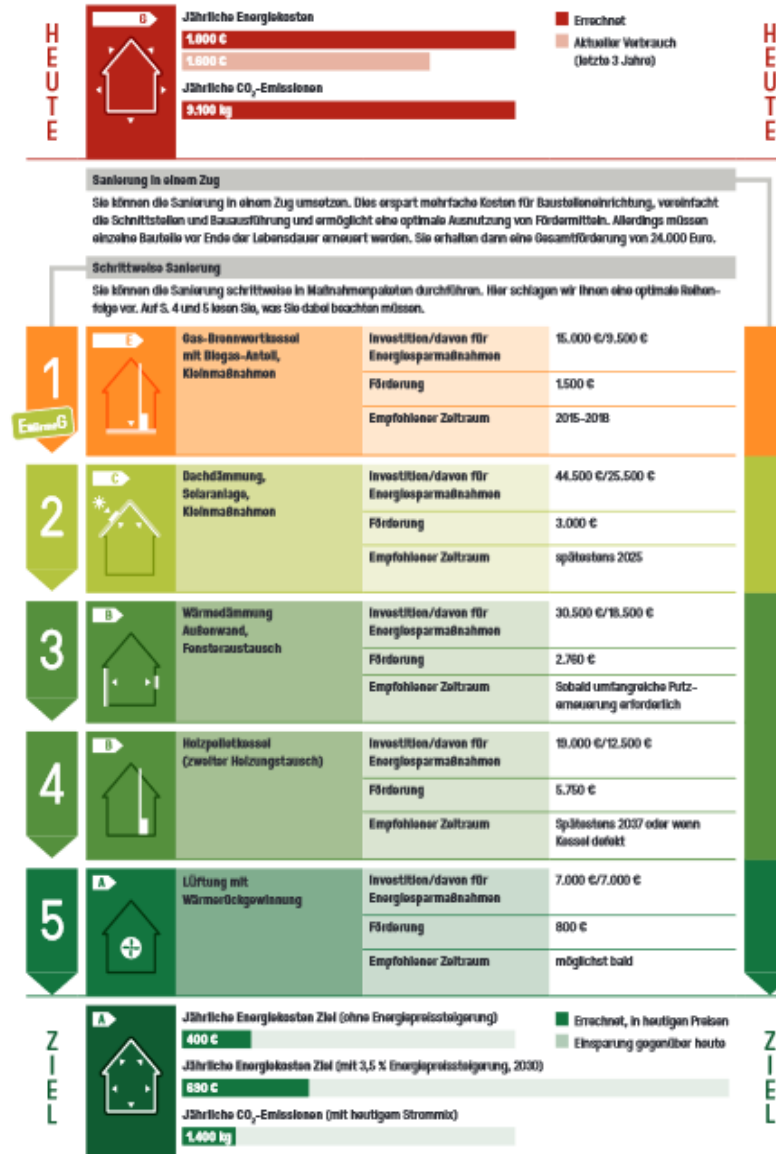 HEUTE
G
Jährliche Energiekosten
1.800 €
1.600 €
Jährliche CO₂-Emissionen
9.100 kg
Errechnet
Aktueller Verbrauch
(letzte 3 Jahre)
HEUTE
Sanierung in einem Zug
Sie können die Sanierung in einem Zug umsetzen. Dies erspart mehrfache Kosten für Baustelleneinrichtung, vereinfacht
die Schnittstellen und Bauausführung und ermöglicht eine optimale Ausnutzung von Fördermitteln. Allerdings müssen
einzelne Bauteile vor Ende der Lebensdauer erneuert werden. Sie erhalten dann eine Gesamtförderung von 24.000 Euro.
Schrittweise Sanierung
Sie können die Sanierung schrittweise in Maßnahmenpaketen durchführen. Hier schlagen wir Ihnen eine optimale Reihen-
folge vor. Auf S. 4 und 5 lesen Sie, was Sie dabei beachten müssen.
1
EWärmeG
E
Gas-Brennwertkessel
mit Biogas-Anteil,
Kleinmaßnahmen
Investition/davon für
Energiesparmaßnahmen
15.000 €/9.500 €
Förderung
1.500 €
Empfohlener Zeitraum
2015–2018
2
C
Dachdämmung,
Solaranlage,
Kleinmaßnahmen
Investition/davon für
Energiesparmaßnahmen
44.500 €/25.500 €
Förderung
3.000 €
Empfohlener Zeitraum
spätestens 2025
3
B
Wärmedämmung
Außenwand,
Fensteraustausch
Investition/davon für
Energiesparmaßnahmen
30.500 €/18.500 €
Förderung
2.760 €
Empfohlener Zeitraum
Sobald umfangreiche Putz-
erneuerung erforderlich
4
B
Holzpelletkessel
(zweiter Heizungstausch)
Investition/davon für
Energiesparmaßnahmen
19.000 €/12.500 €
Förderung
5.750 €
Empfohlener Zeitraum
Spätestens 2037 oder wenn
Kessel defekt
5
A
Lüftung mit
Wärmerückgewinnung
Investition/davon für
Energiesparmaßnahmen
7.000 €/7.000 €
Förderung
800 €
Empfohlener Zeitraum
möglichst bald
ZIEL
A
Jährliche Energiekosten Ziel (ohne Energiepreissteigerung)
400 €
Jährliche Energiekosten Ziel (mit 3,5 % Energiepreissteigerung, 2030)
690 €
Jährliche CO₂-Emissionen (mit heutigem Strommix)
1.400 kg
Errechnet, in heutigen Preisen
Einsparung gegenüber heute
ZIEL